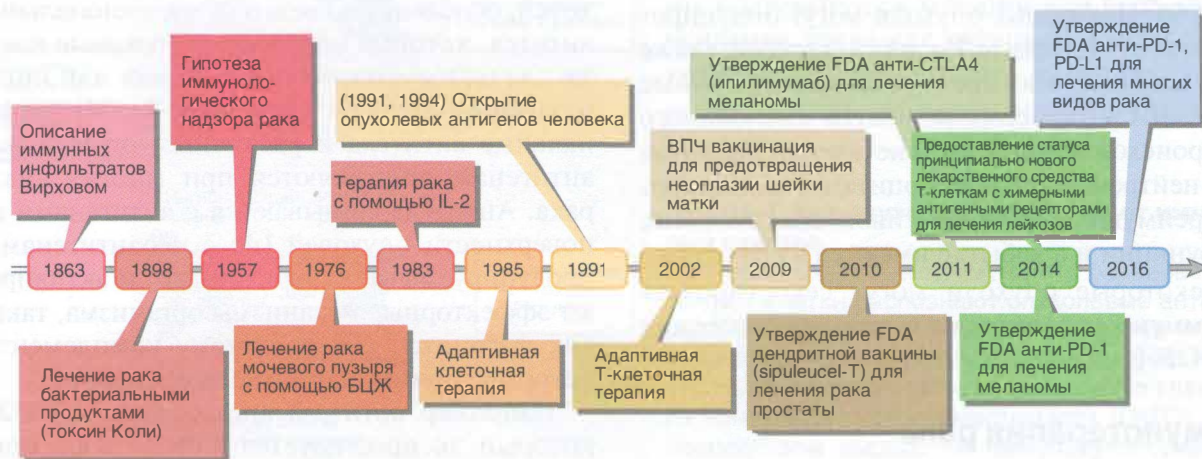 Описание
иммунных
инфильтратов
Вирховом
Гипотеза
иммуноло-
гического
надзора рака
Терапия рака
с помощью IL-2
(1991, 1994) Открытие
опухолевых антигенов человека
ВПЧ вакцинация
для предотвращения
неоплазии шейки
матки
Утверждение FDA анти-CTLA4
(ипилимумаб) для лечения
меланомы
Предоставление статуса
принципиально нового
лекарственного средства
Т-клеткам с химерными
антигенными рецепторами
для лечения лейкозов
Утверждение
FDA анти-PD-1,
PD-L1 для
лечения многих
видов рака
1863
1898
1957
1976
1983
1985
1991
2002
2009
2010
2011
2014
2016
Лечение рака
бактериальными
продуктами
(токсин Коли)
Лечение рака
мочевого пузыря
с помощью БЦЖ
Адаптивная
клеточная
терапия
Адаптивная
Т-клеточная
терапия
Утверждение FDA
дендритной вакцины
(sipuleucel-T) для
лечения рака
простаты
Утверждение
FDA анти-PD-1
для лечения
меланомы